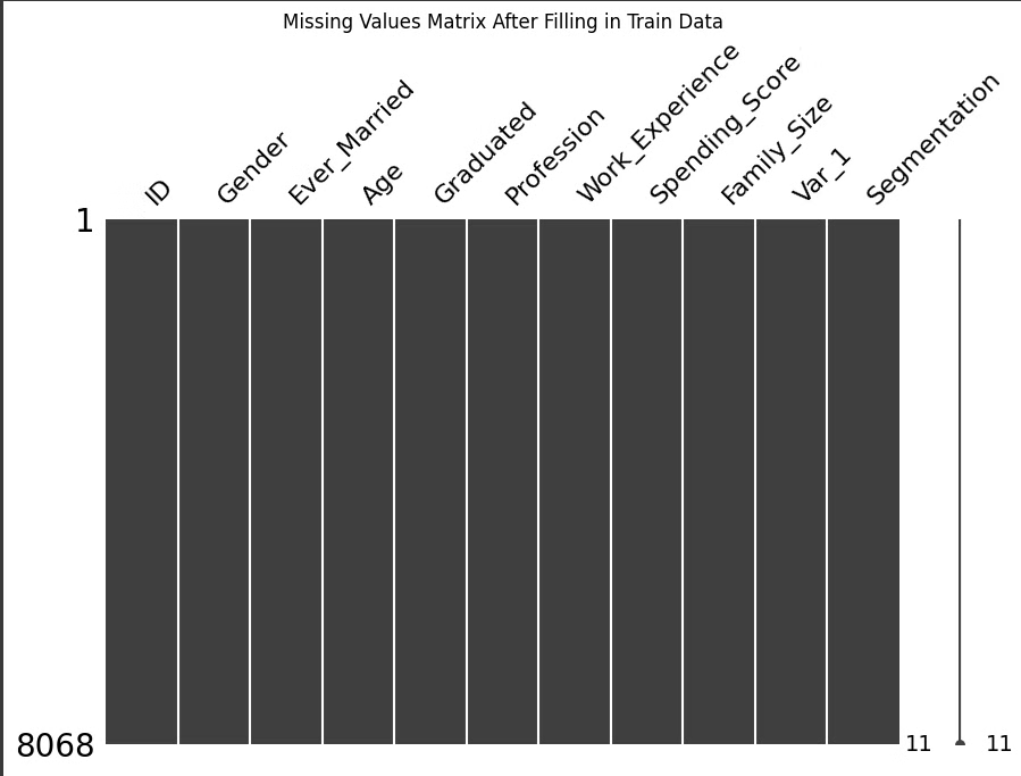 Missing Values Matrix After Filling in Train Data
ID
Gender
Ever_Married
Age
Graduated
Profession
Work_Experience
Spending_Score
Family_Size
Var_1
Segmentation
1
8068
11
11